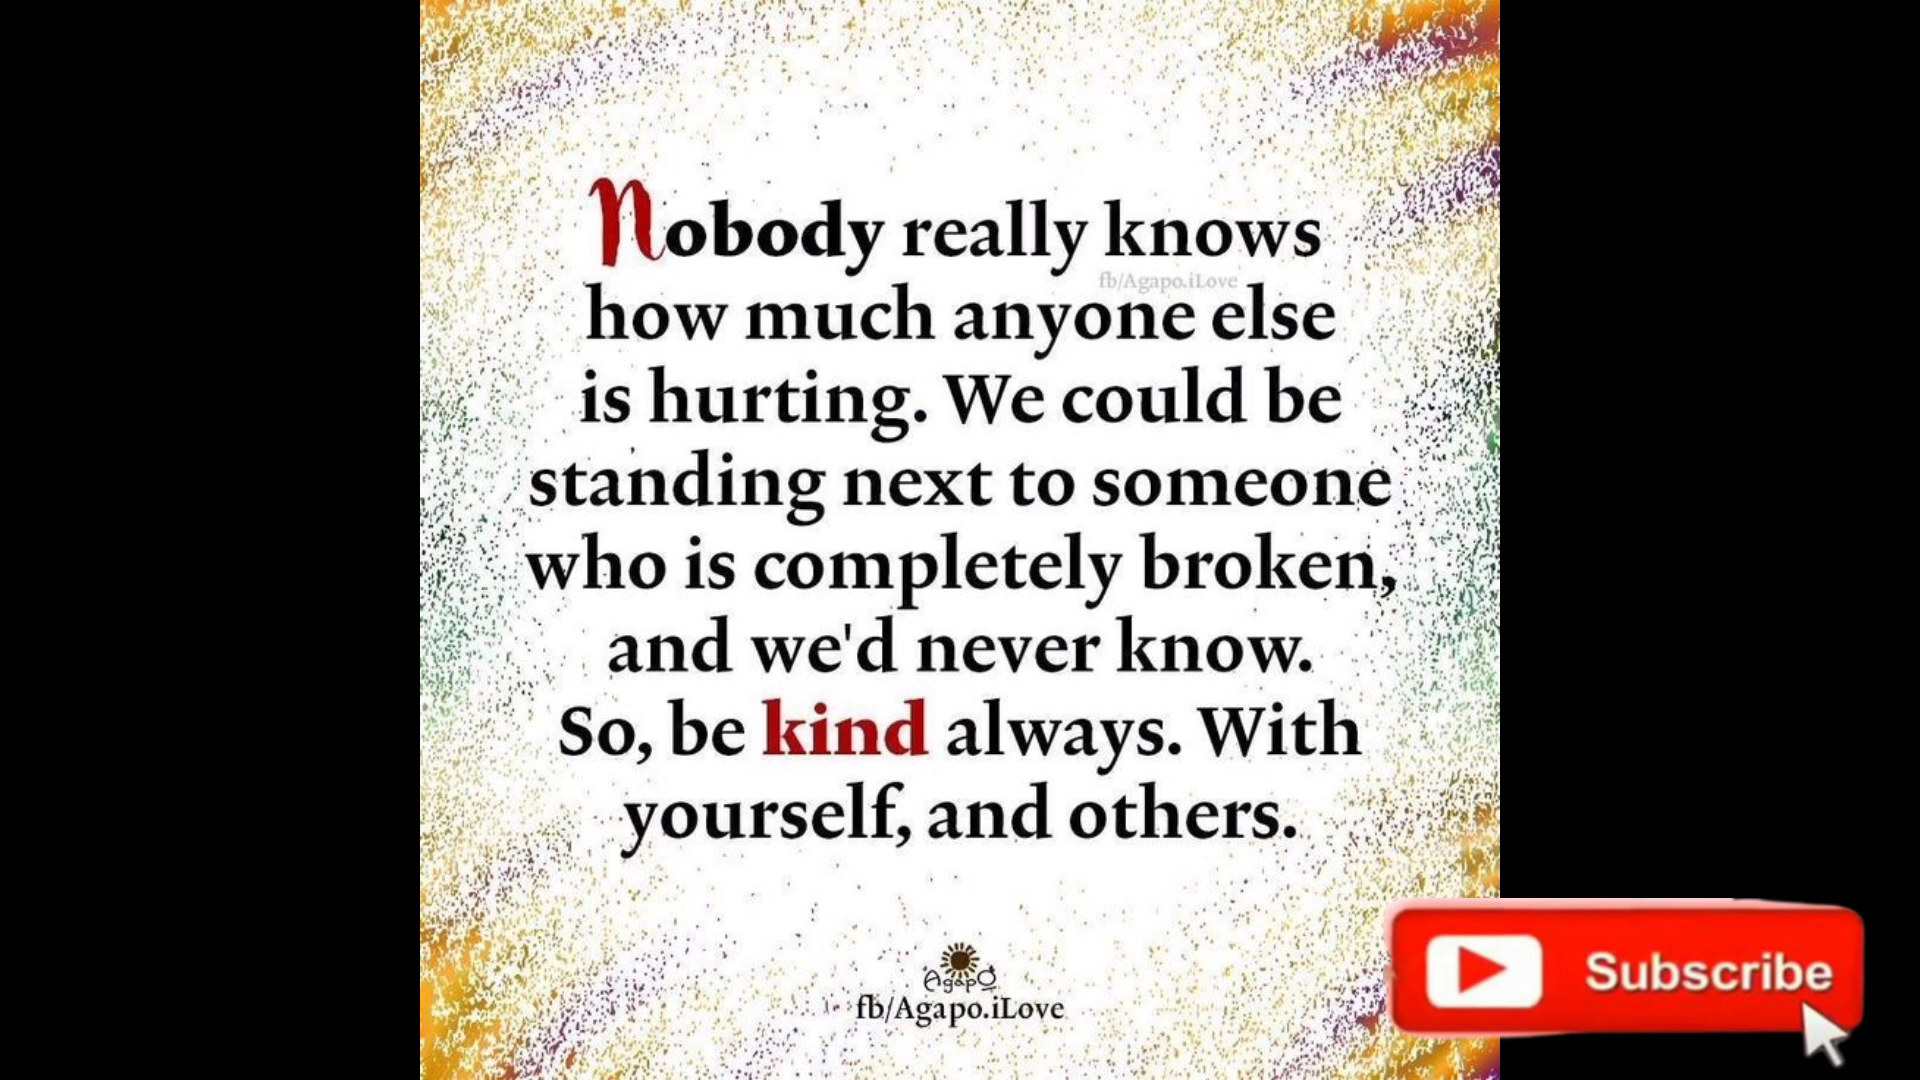 Nobody really knows
fb/Agapo.iLove
how much anyone else
is hurting. We could be
standing next to someone
who is completely broken,
and we'd never know.
So, be kind always. With
yourself, and others.
Agapo
fb/Agapo.iLove
Subscribe